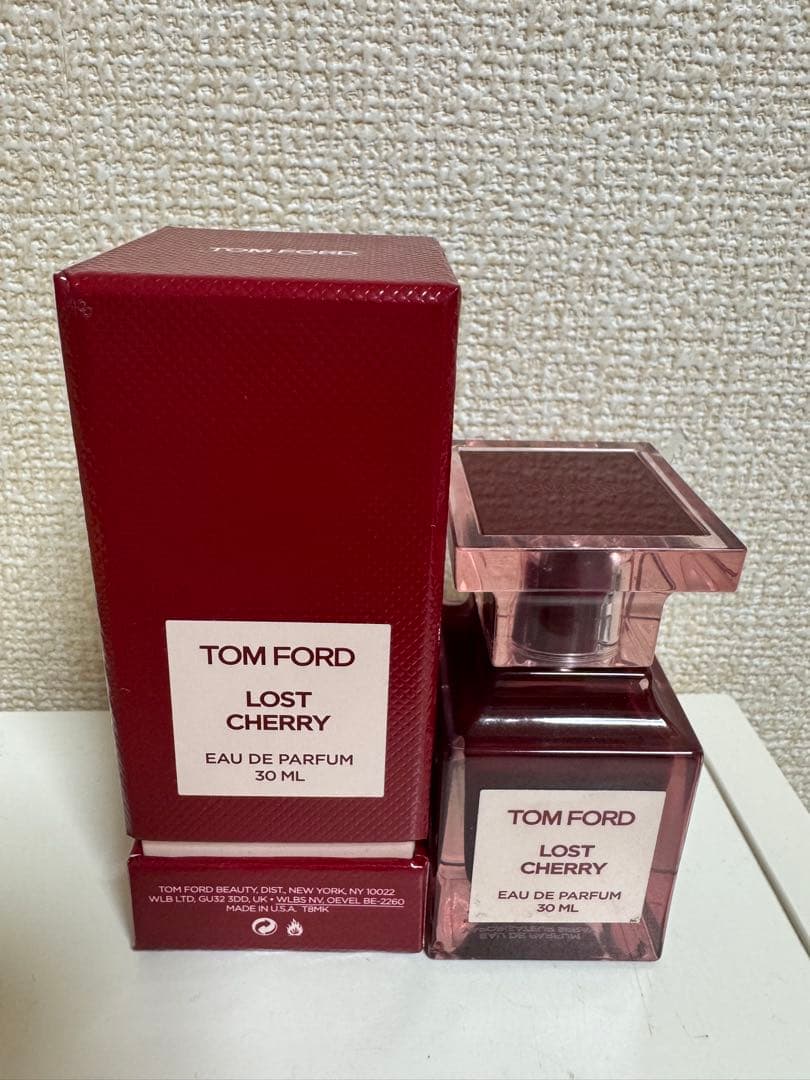 TOM FORD
TOM FORD
LOST
CHERRY
EAU DE PARFUM
30 ML
TOM FORD BEAUTY, DIST., NEW YORK, NY 10022
WLB LTD, GU32 3DD, UK • WLBS NV, OEVEL BE-2260
MADE IN U.S.A. T8MK
TOM FORD
LOST
CHERRY
EAU DE PARFUM
30 ML